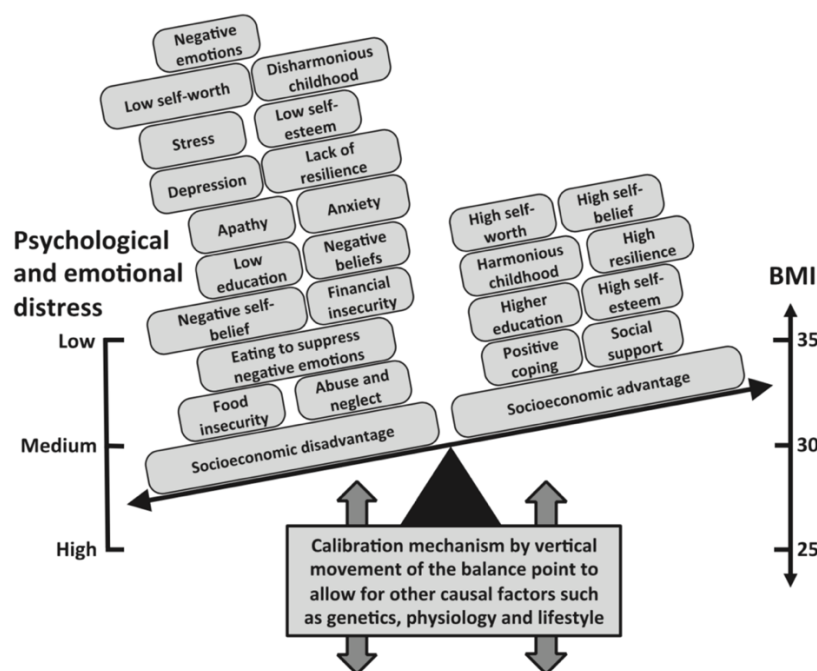 Negative
emotions
Low self-worth
Disharmonious
childhood
Stress
Low self-
esteem
Depression
Lack of
resilience
Apathy
Anxiety
Low
education
Negative
beliefs
Negative self-
belief
Financial
insecurity
Eating to suppress
negative emotions
Food
insecurity
Abuse and
neglect
Socioeconomic disadvantage
High self-
worth
High self-
belief
Harmonious
childhood
High
resilience
Higher
education
High self-
esteem
Positive
coping
Social
support
Socioeconomic advantage
Psychological
and emotional
distress
Low
Medium
High
BMI
35
30
25
Calibration mechanism by vertical
movement of the balance point to
allow for other causal factors such
as genetics, physiology and lifestyle